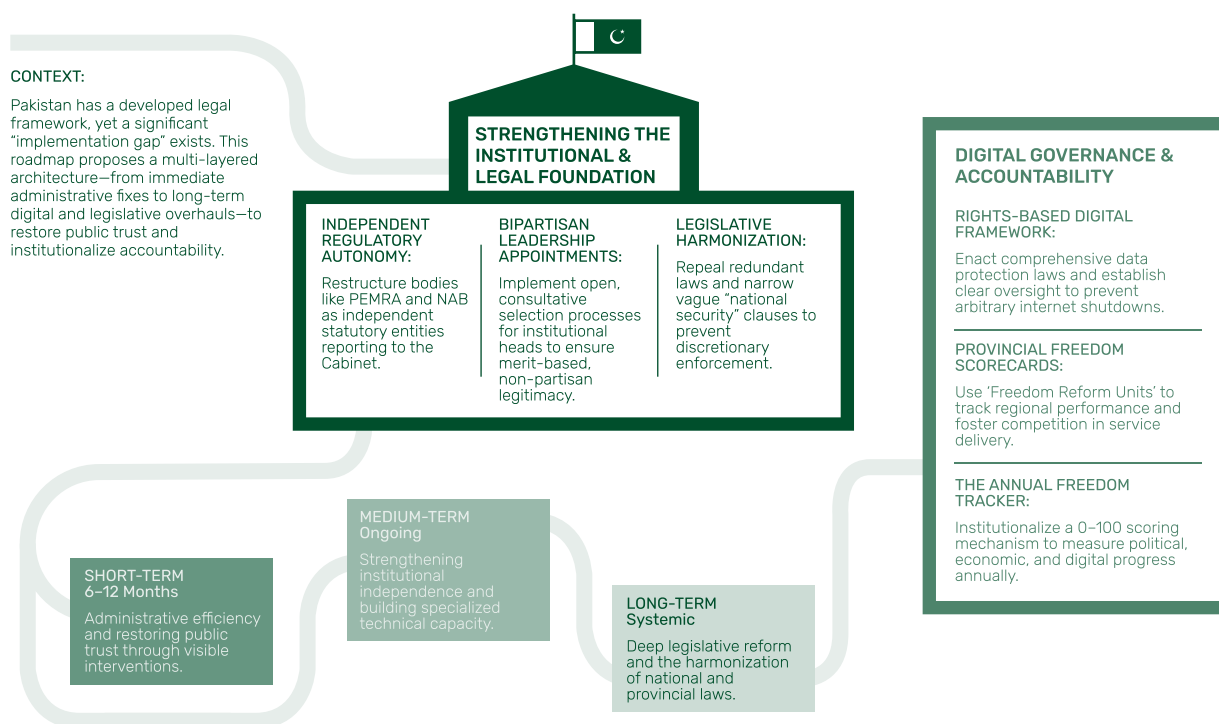 CONTEXT:
Pakistan has a developed legal
framework, yet a significant
“implementation gap” exists. This
roadmap proposes a multi-layered
architecture—from immediate
administrative fixes to long-term
digital and legislative overhauls—to
restore public trust and
institutionalize accountability.
STRENGTHENING THE
INSTITUTIONAL &
LEGAL FOUNDATION
INDEPENDENT
REGULATORY
AUTONOMY:
Restructure bodies
like PEMRA and NAB
as independent
statutory entities
reporting to the
Cabinet.
BIPARTISAN
LEADERSHIP
APPOINTMENTS:
Implement open,
consultative
selection processes
for institutional
heads to ensure
merit-based,
non-partisan
legitimacy.
LEGISLATIVE
HARMONIZATION:
Repeal redundant
laws and narrow
vague “national
security” clauses to
prevent
discretionary
enforcement.
SHORT-TERM
6–12 Months
Administrative efficiency
and restoring public
trust through visible
interventions.
MEDIUM-TERM
Ongoing
Strengthening
institutional
independence and
building specialized
technical capacity.
LONG-TERM
Systemic
Deep legislative reform
and the harmonization
of national and
provincial laws.
DIGITAL GOVERNANCE &
ACCOUNTABILITY
RIGHTS-BASED DIGITAL
FRAMEWORK:
Enact comprehensive data
protection laws and establish
clear oversight to prevent
arbitrary internet shutdowns.
PROVINCIAL FREEDOM
SCORECARDS:
Use ‘Freedom Reform Units’ to
track regional performance and
foster competition in service
delivery.
THE ANNUAL FREEDOM
TRACKER:
Institutionalize a 0–100 scoring
mechanism to measure political,
economic, and digital progress
annually.